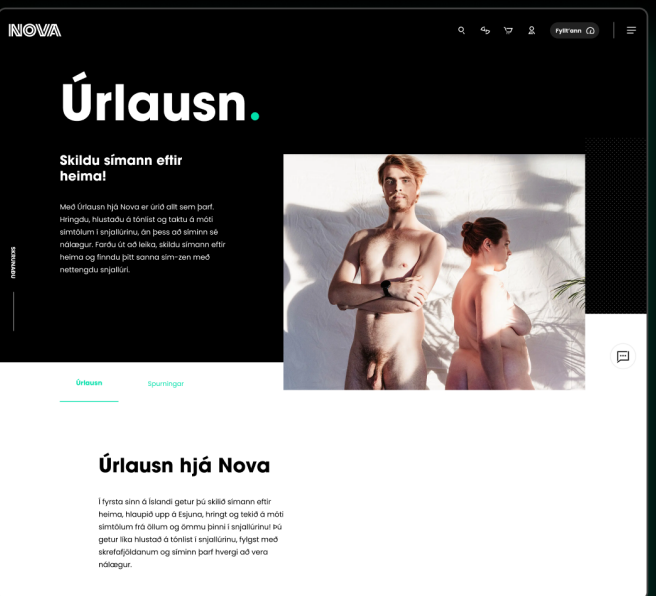 NOVA
Fyllt'ann
Úrlausn.
Skildu símann eftir
heima!
Með Úrlausn hjá Nova er úrið allt sem þarf.
Hringdu, hlustaðu á tónlist og taktu á móti
símtölum í snjallúrinu, án þess að síminn sé
nálægur. Farðu út að leika, skildu símann eftir
heima og finndu þitt sanna sím-zen með
nettengdu snjallúri.
SKRUNAÐU
Úrlausn
Spurningar
Úrlausn hjá Nova
Í fyrsta sinn á Íslandi getur þú skilið símann eftir
heima, hlaupið upp á Esjuna, hringt og tekið á móti
símtölum frá öllum og ömmu þinni í snjallúrinu! Þú
getur líka hlustað á tónlist í snjallúrinu, fylgst með
skrefafjöldanum og síminn þarf hvergi að vera
nálægur.